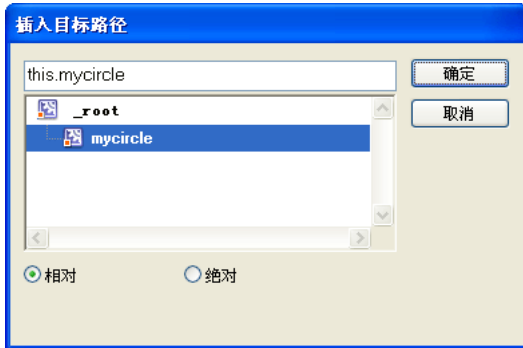 插入目标路径
this.mycircle
确定
_root
取消
mycircle
相对
绝对